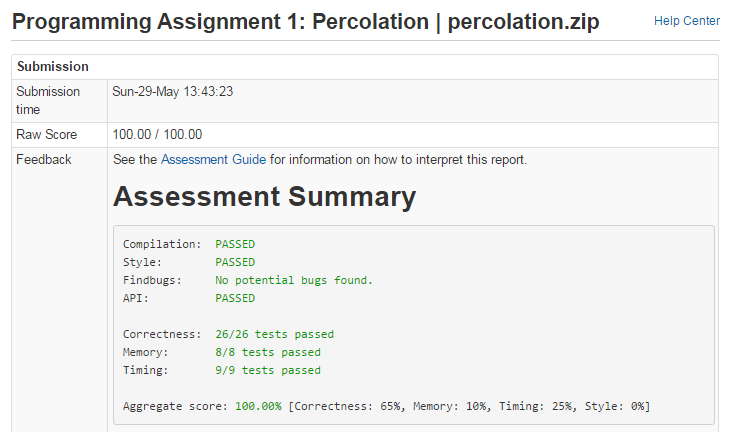 Programming Assignment 1: Percolation | percolation.zip
Help Center
Submission
Submission time
Sun-29-May 13:43:23
Raw Score
100.00 / 100.00
Feedback
See the Assessment Guide for information on how to interpret this report.
Assessment Summary
Compilation: PASSED
Style: PASSED
Findbugs: No potential bugs found.
API: PASSED
Correctness: 26/26 tests passed
Memory: 8/8 tests passed
Timing: 9/9 tests passed
Aggregate score: 100.00% [Correctness: 65%, Memory: 10%, Timing: 25%, Style: 0%]